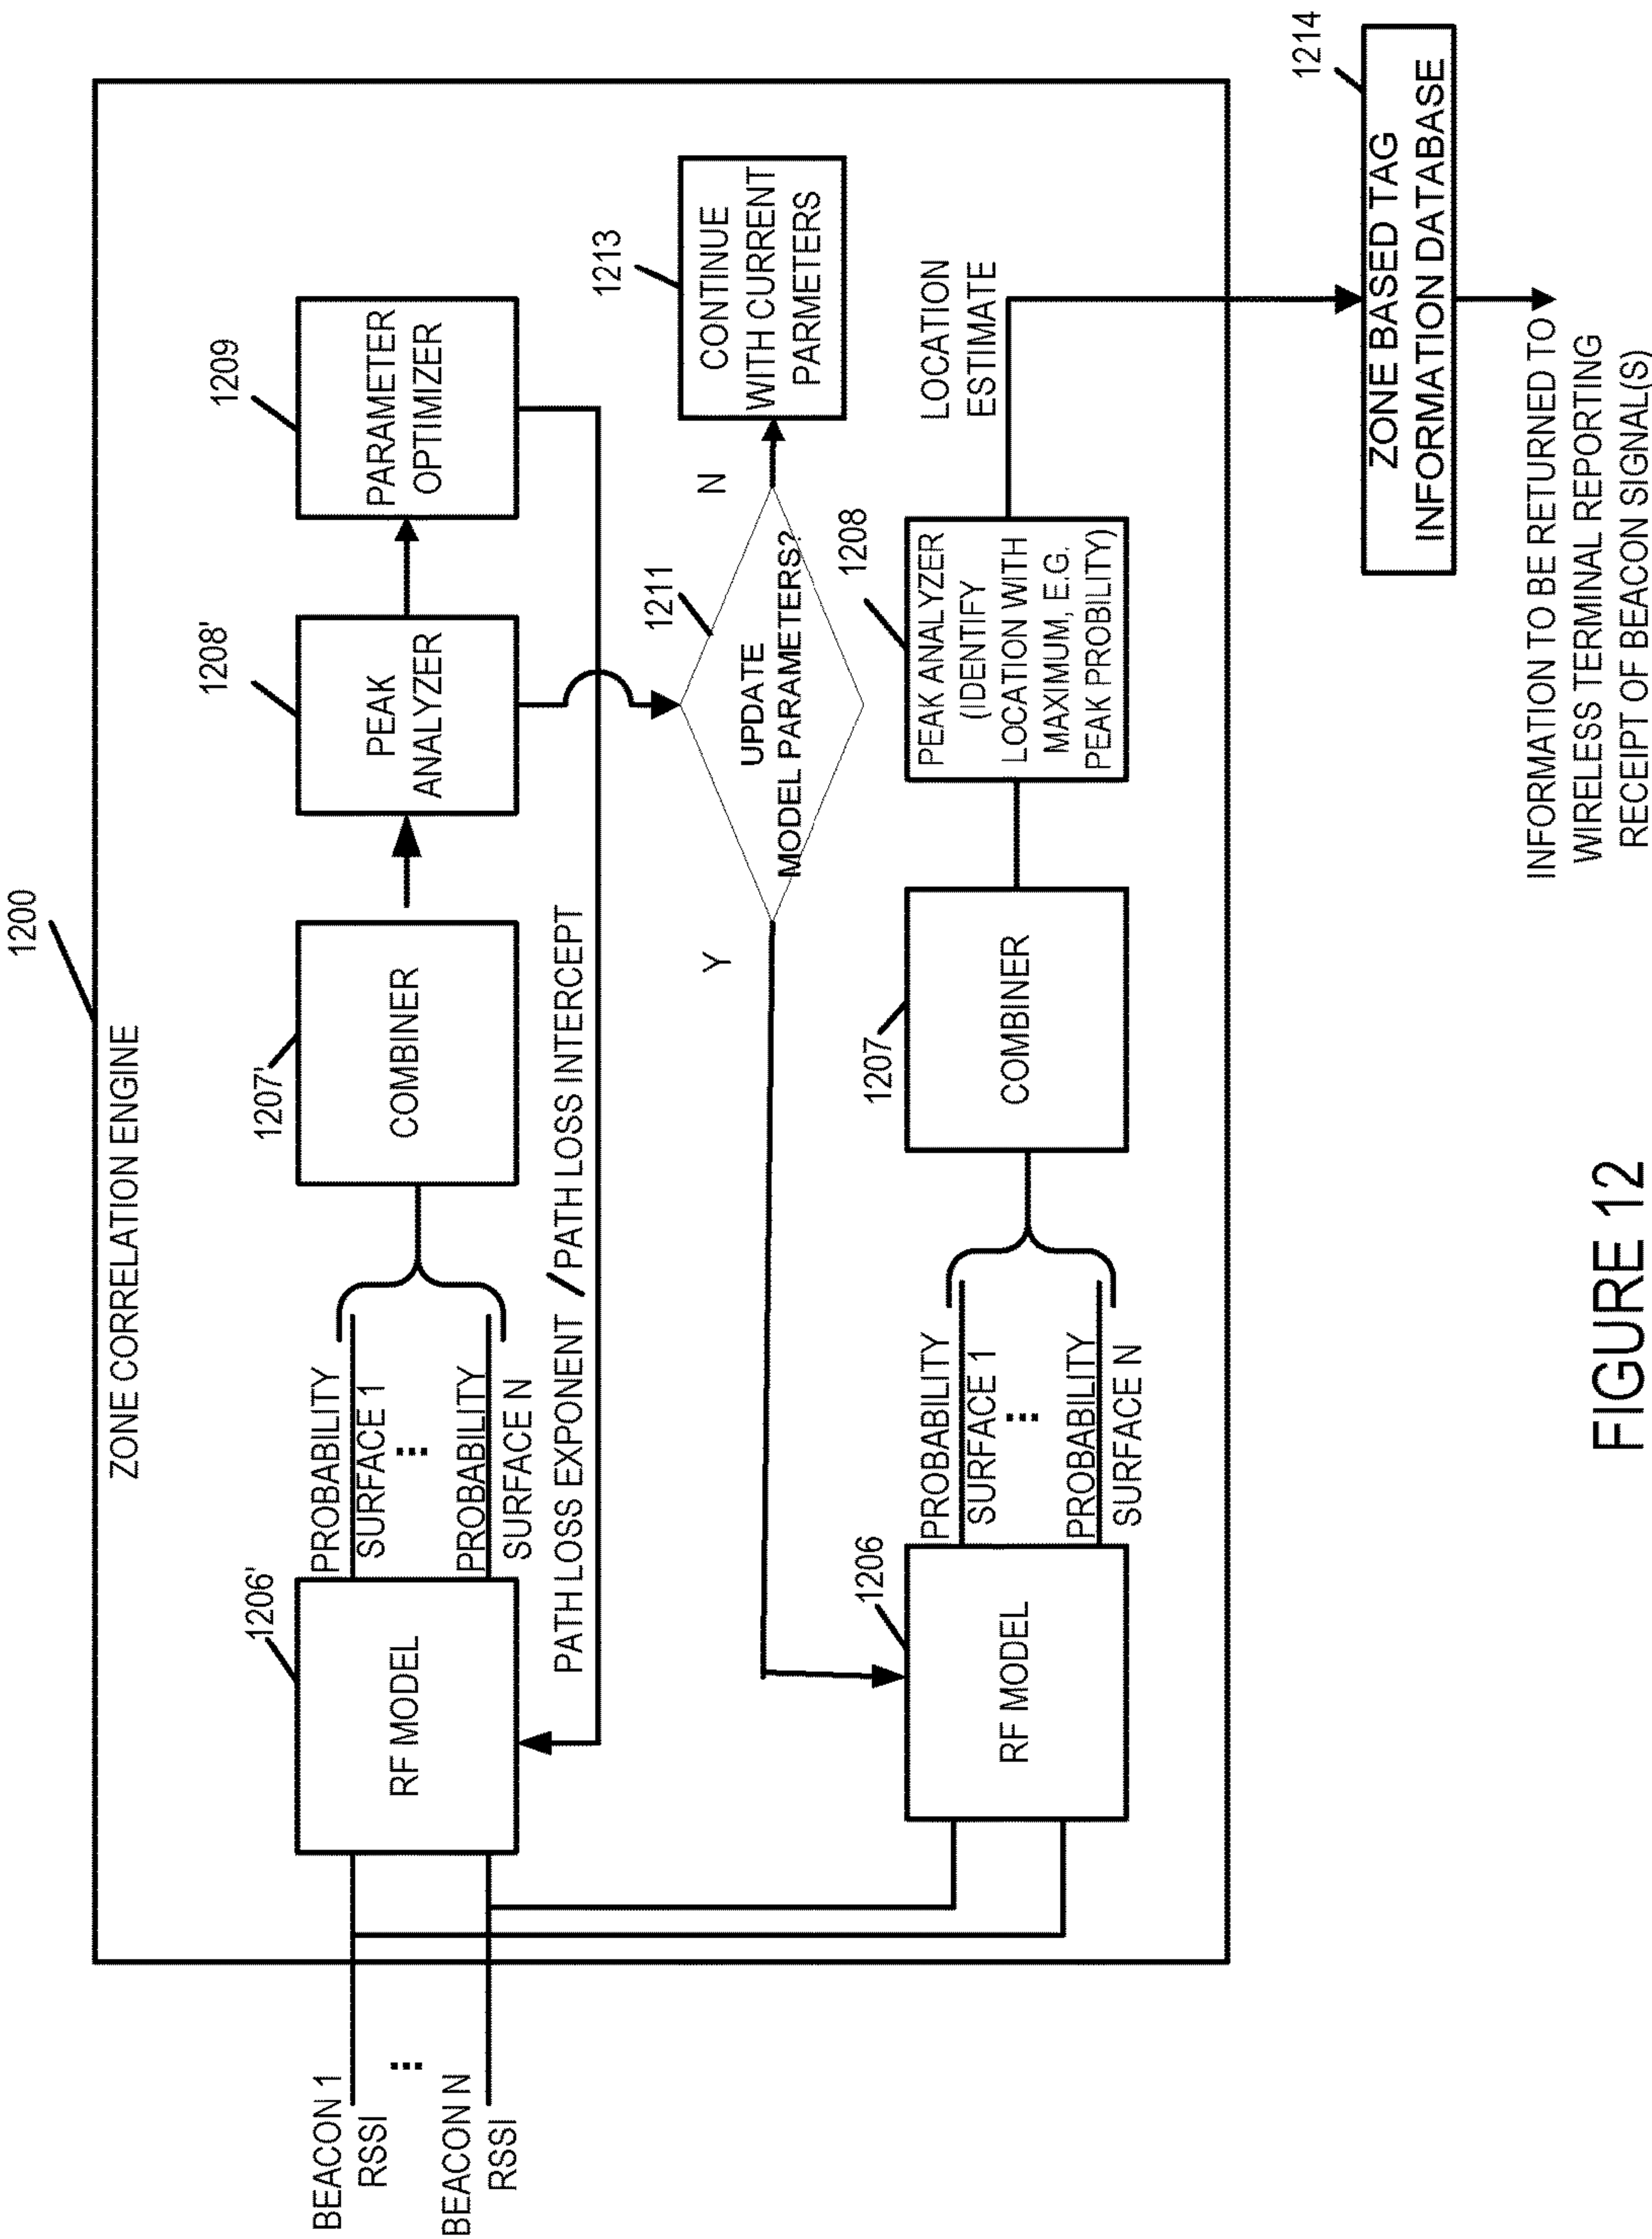 1200
ZONE CORRELATION ENGINE
BEACON 1
RSSI
...
BEACON N
RSSI
1206'
RF MODEL
PROBABILITY
SURFACE 1
...
PROBABILITY
SURFACE N
1207'
COMBINER
1208'
PEAK
ANALYZER
1209
PARAMETER
OPTIMIZER
PATH LOSS EXPONENT / PATH LOSS INTERCEPT
Y
1211
UPDATE
MODEL PARAMETERS?
N
1213
CONTINUE
WITH CURRENT
PARMETERS
1206
RF MODEL
PROBABILITY
SURFACE 1
...
PROBABILITY
SURFACE N
1207
COMBINER
1208
PEAK ANALYZER
(IDENTIFY
LOCATION WITH
MAXIMUM, E.G.
PEAK PROBILITY)
LOCATION
ESTIMATE
1214
ZONE BASED TAG
INFORMATION DATABASE
INFORMATION TO BE RETURNED TO
WIRELESS TERMINAL REPORTING
RECEIPT OF BEACON SIGNAL(S)
FIGURE 12